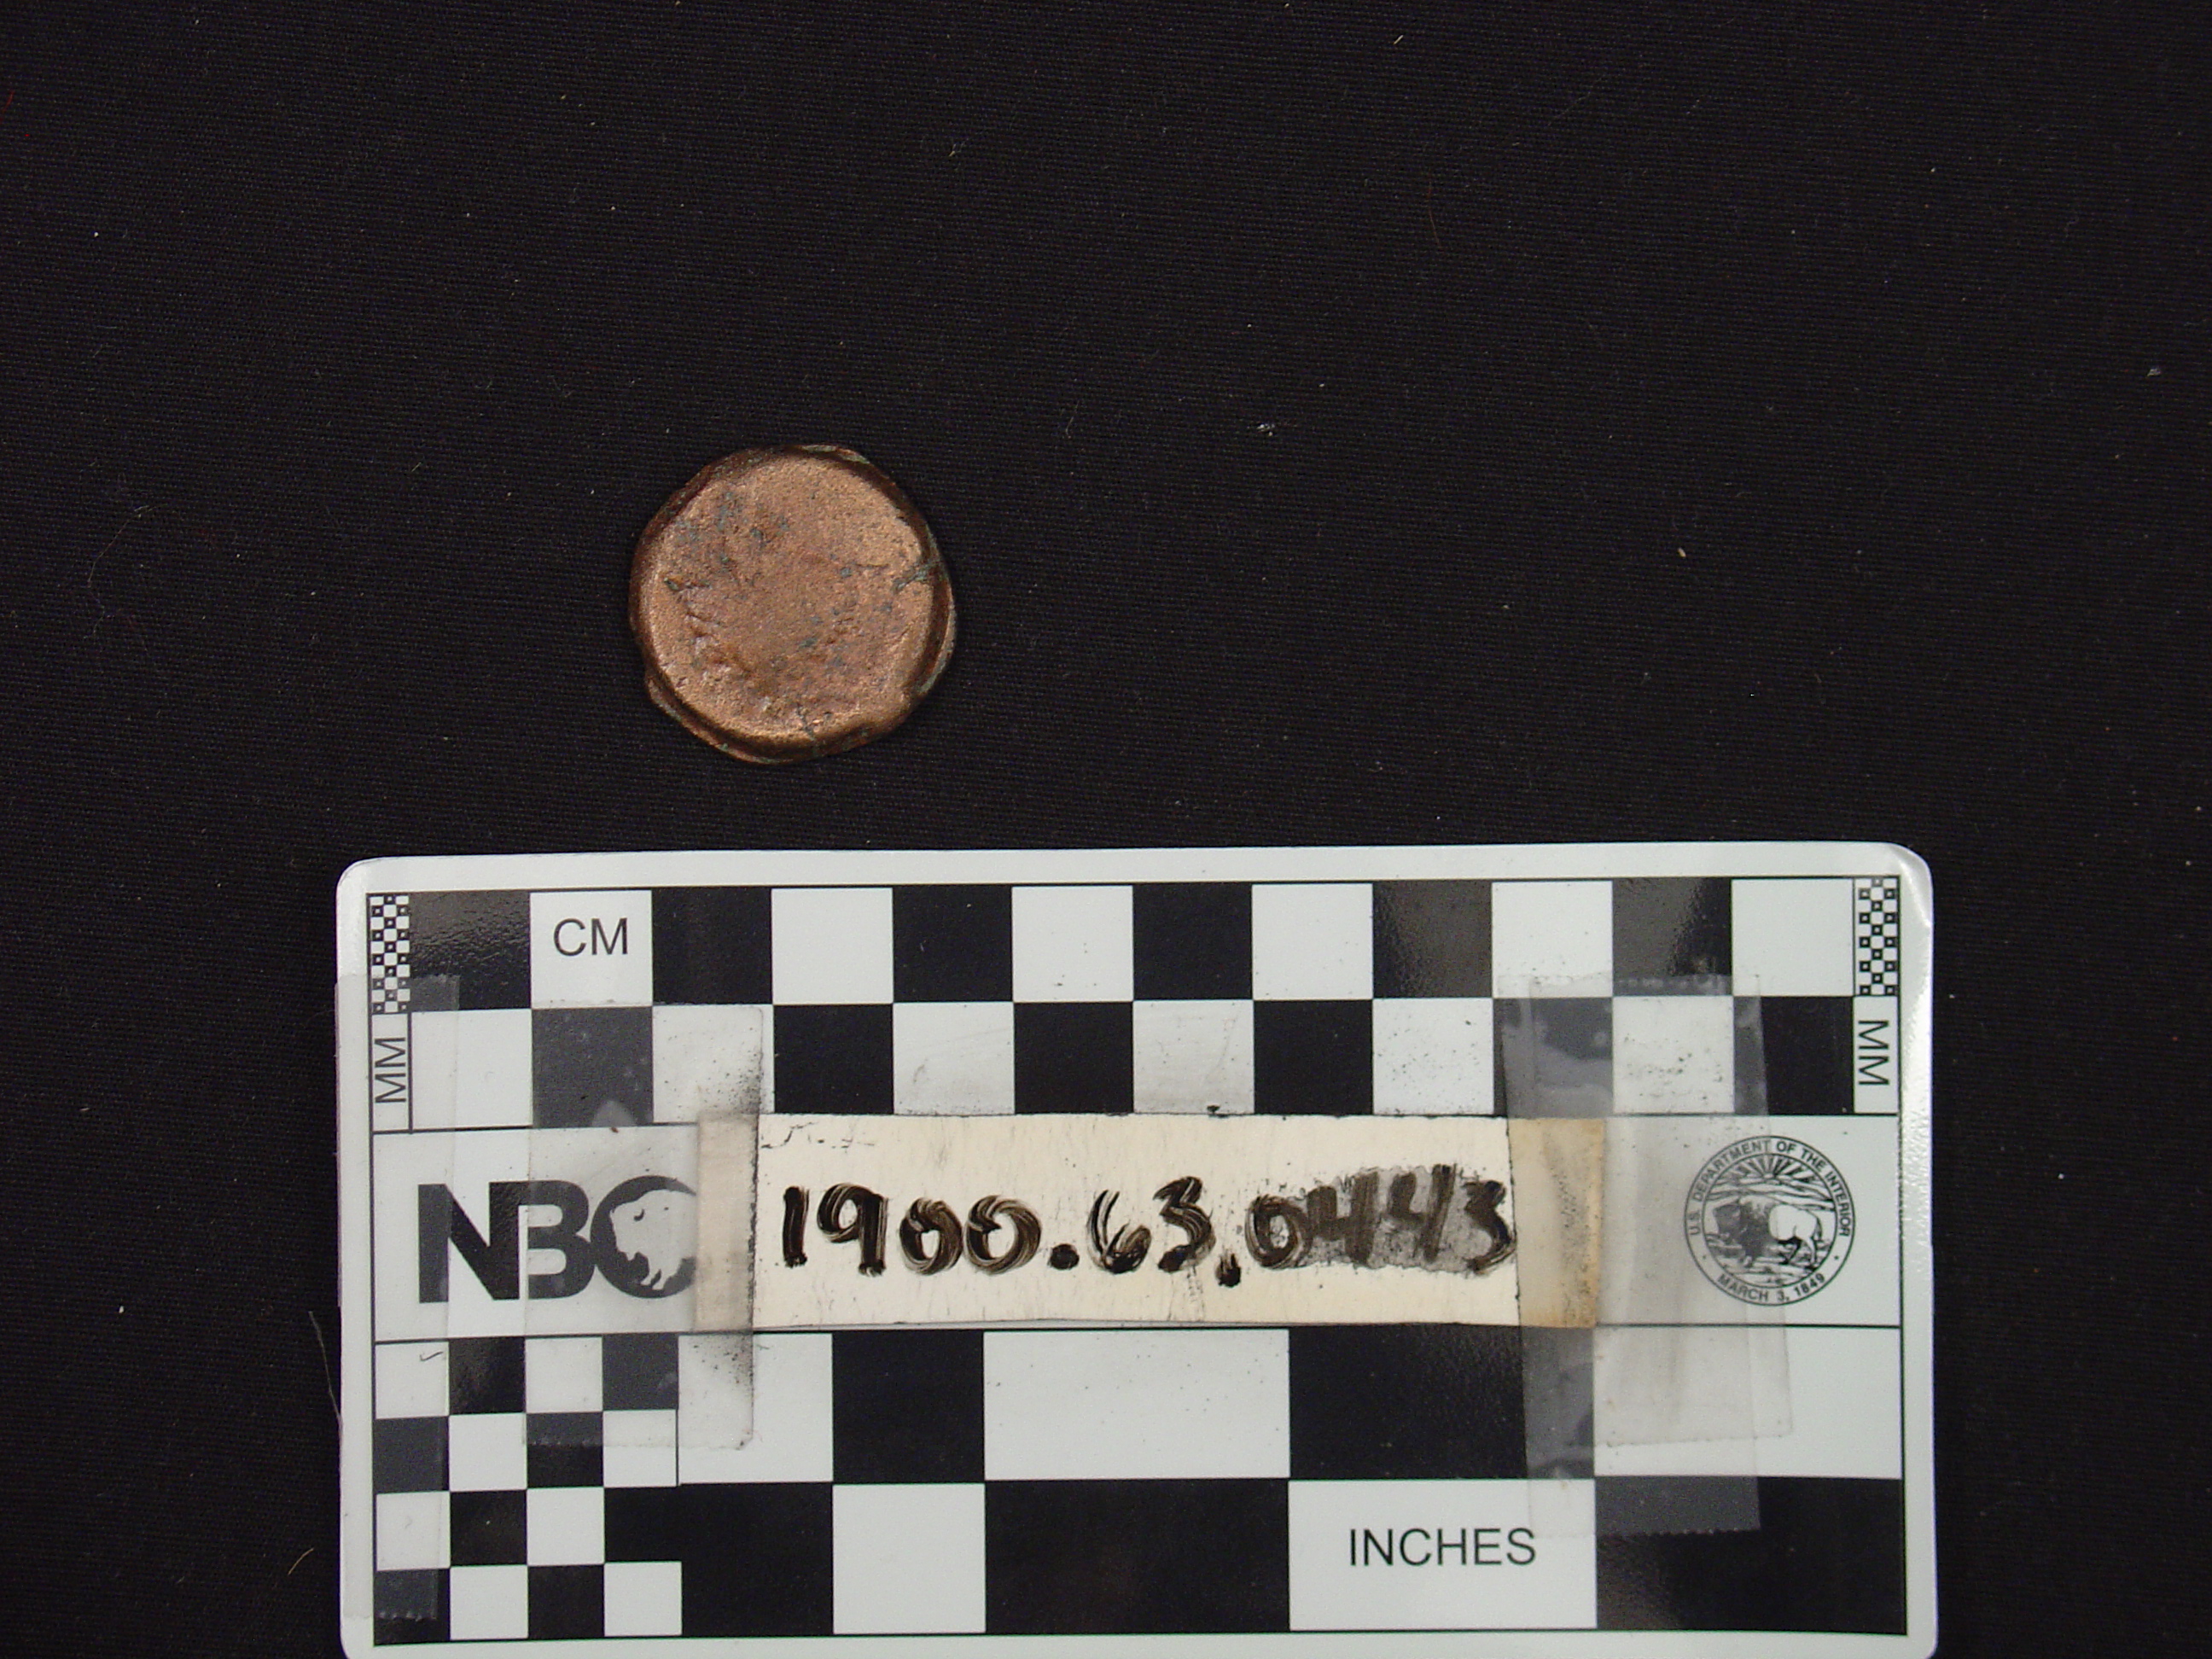 CM
MM
MM
NBC
1900.63.0443
U.S. DEPARTMENT OF THE INTERIOR
MARCH 3, 1849
INCHES